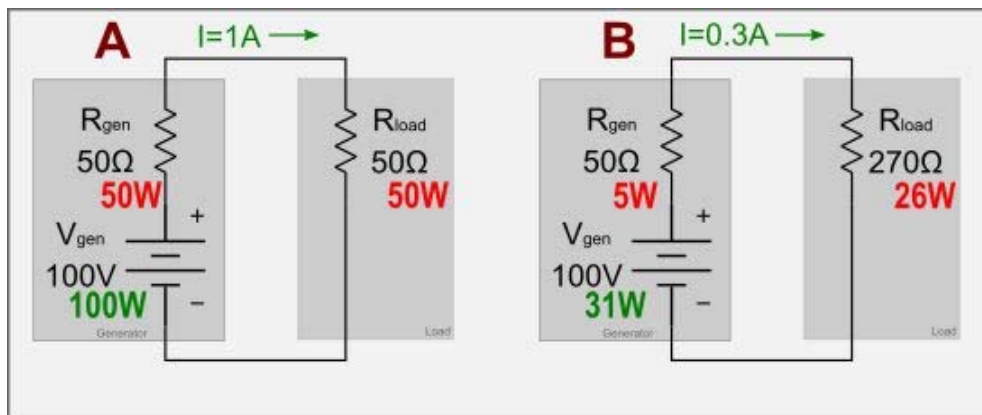 A
I=1A
Rgen
50Ω
50W
Rload
50Ω
50W
+
Vgen
100V
100W
−
Generator
Load
B
I=0.3A
Rgen
50Ω
5W
Rload
270Ω
26W
+
Vgen
100V
31W
−
Generator
Load